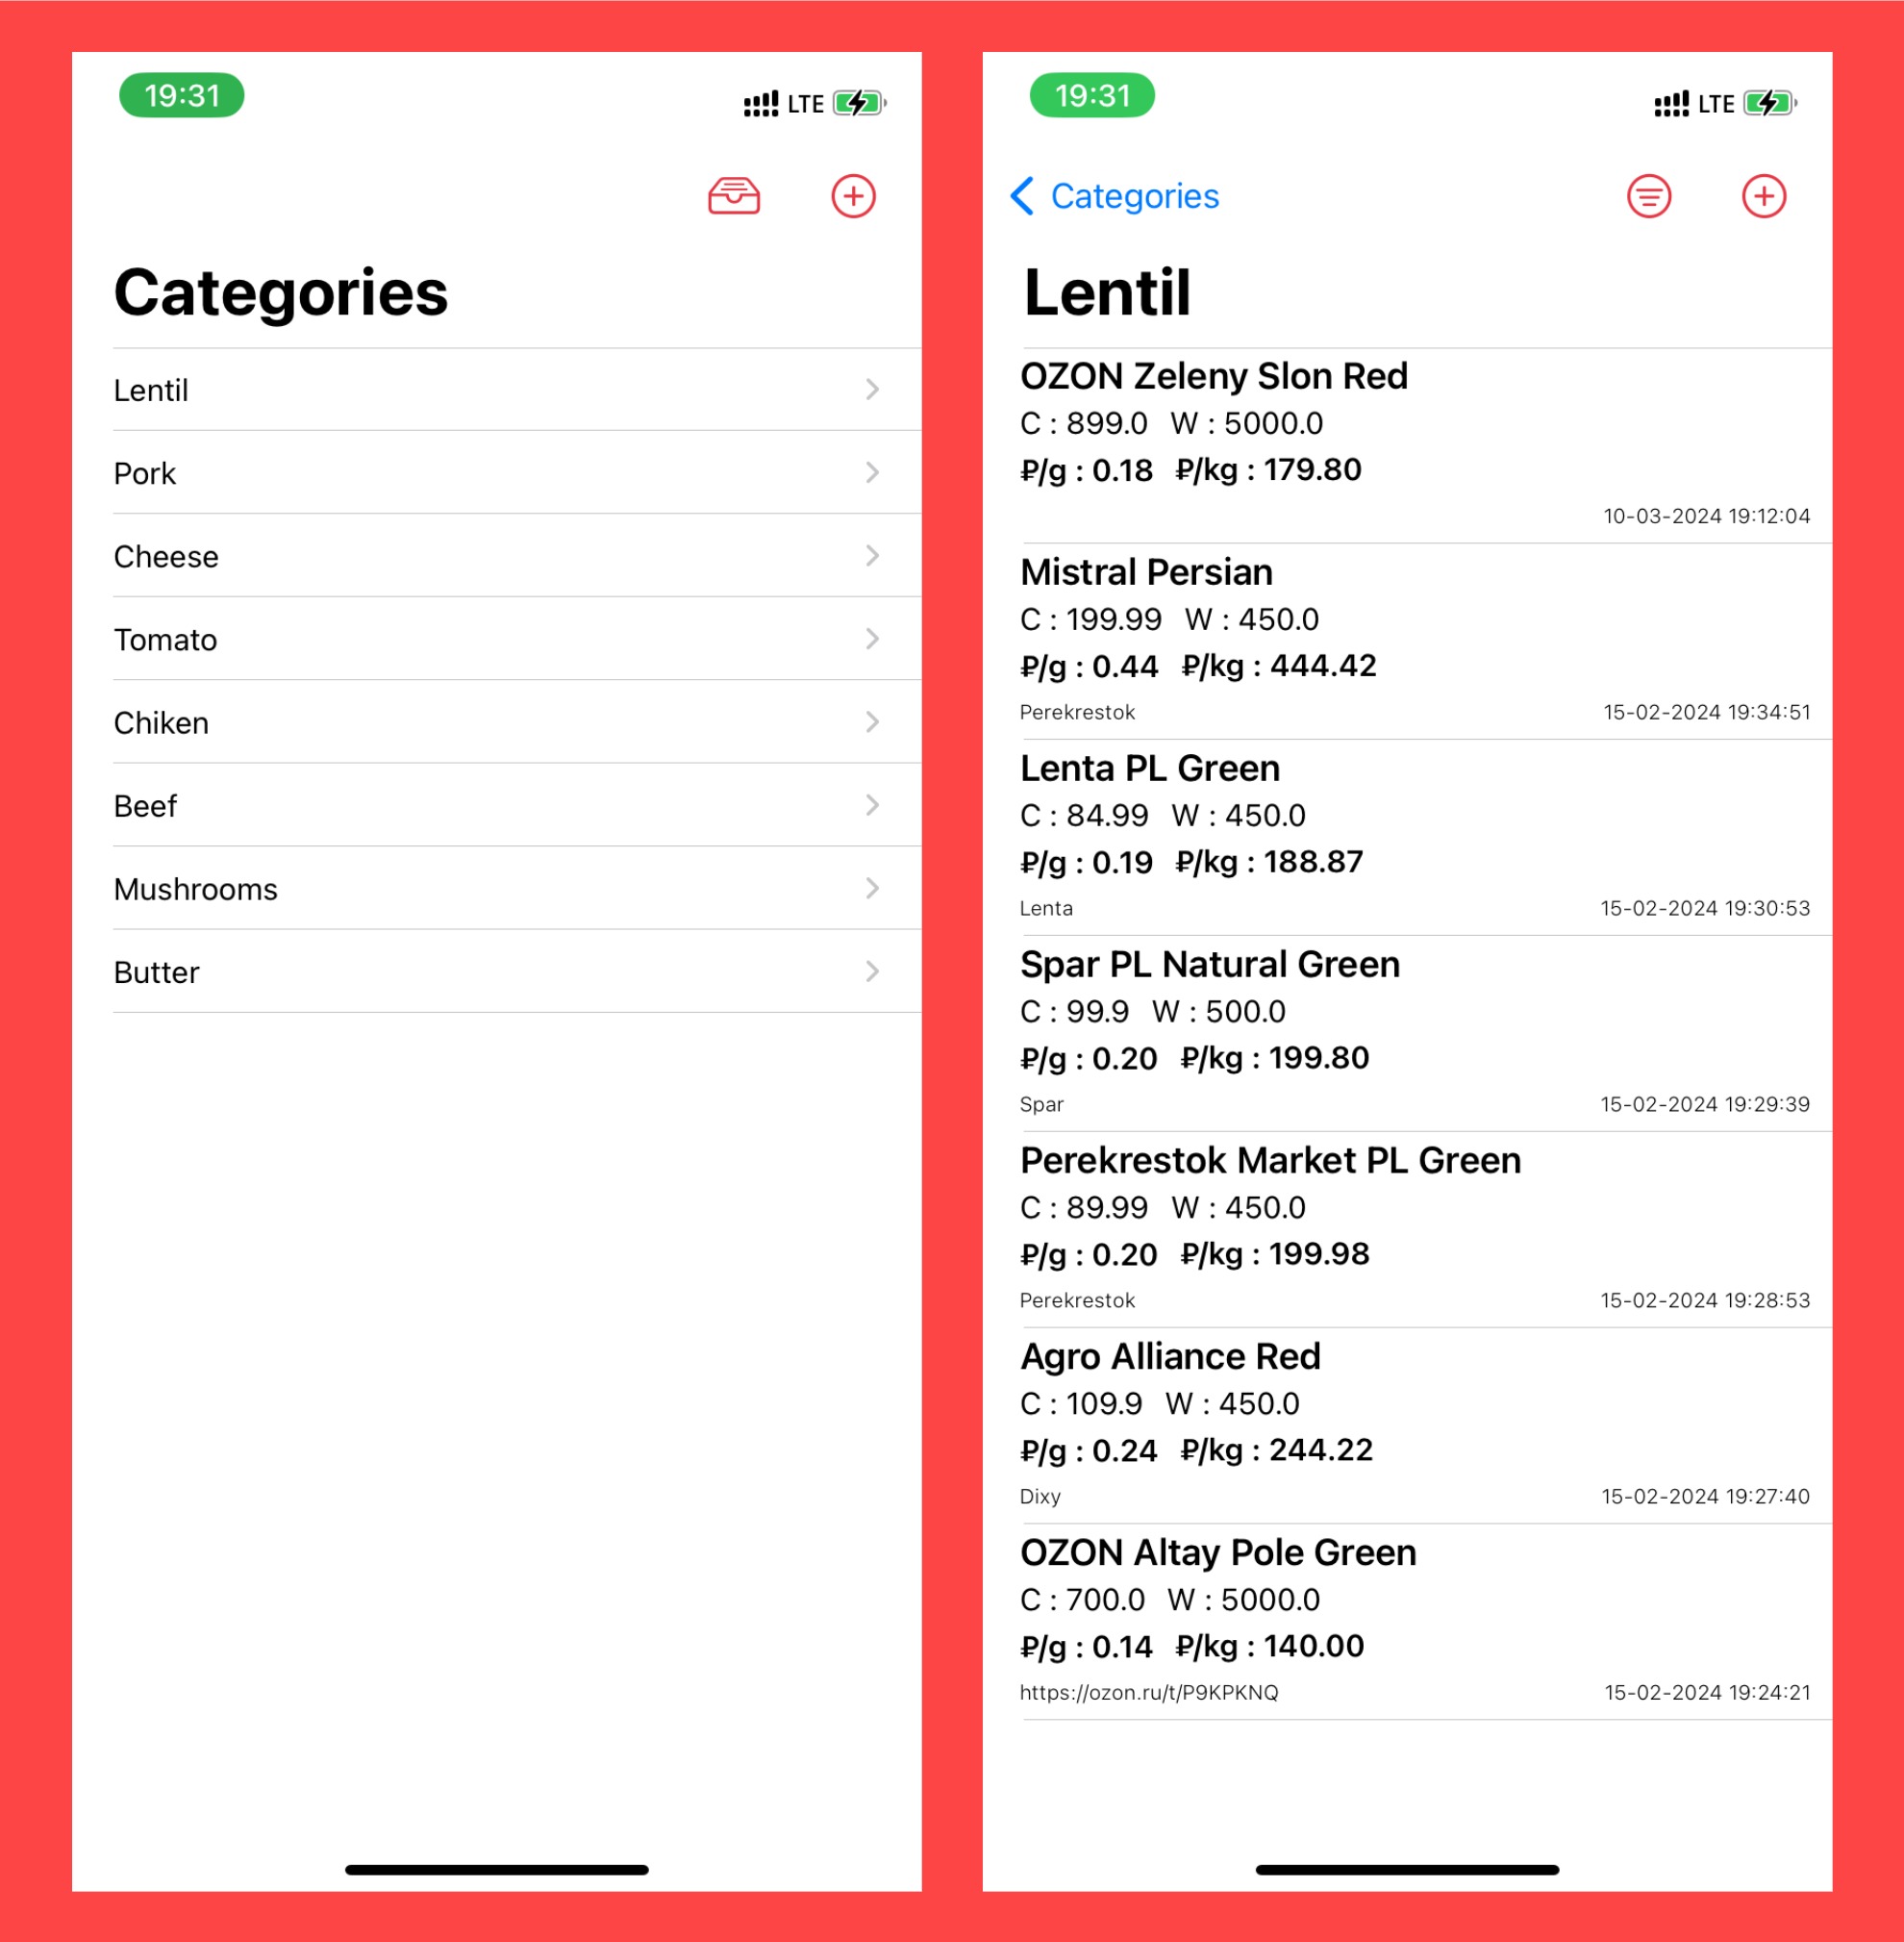 19:31
LTE
Categories
Lentil
Pork
Cheese
Tomato
Chiken
Beef
Mushrooms
Butter
19:31
LTE
Categories
Lentil
OZON Zeleny Slon Red
C : 899.0 W : 5000.0
₽/g : 0.18 ₽/kg : 179.80
10-03-2024 19:12:04
Mistral Persian
C : 199.99 W : 450.0
₽/g : 0.44 ₽/kg : 444.42
Perekrestok 15-02-2024 19:34:51
Lenta PL Green
C : 84.99 W : 450.0
₽/g : 0.19 ₽/kg : 188.87
Lenta 15-02-2024 19:30:53
Spar PL Natural Green
C : 99.9 W : 500.0
₽/g : 0.20 ₽/kg : 199.80
Spar 15-02-2024 19:29:39
Perekrestok Market PL Green
C : 89.99 W : 450.0
₽/g : 0.20 ₽/kg : 199.98
Perekrestok 15-02-2024 19:28:53
Agro Alliance Red
C : 109.9 W : 450.0
₽/g : 0.24 ₽/kg : 244.22
Dixy 15-02-2024 19:27:40
OZON Altay Pole Green
C : 700.0 W : 5000.0
₽/g : 0.14 ₽/kg : 140.00
https://ozon.ru/t/P9KPKNQ 15-02-2024 19:24:21